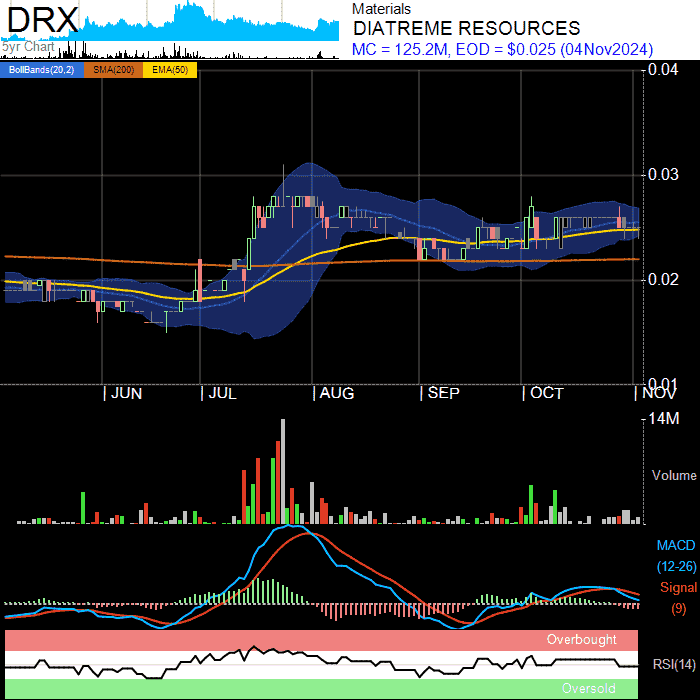 DRX
5yr Chart
Materials
DIATREME RESOURCES
MC = 125.2M, EOD = $0.025 (04Nov2024)
BollBands(20,2) SMA(200) EMA(50)
0.04
0.03
0.02
0.01
JUN JUL AUG SEP OCT NOV
14M
Volume
MACD
(12-26)
Signal
(9)
Overbought
RSI(14)
Oversold